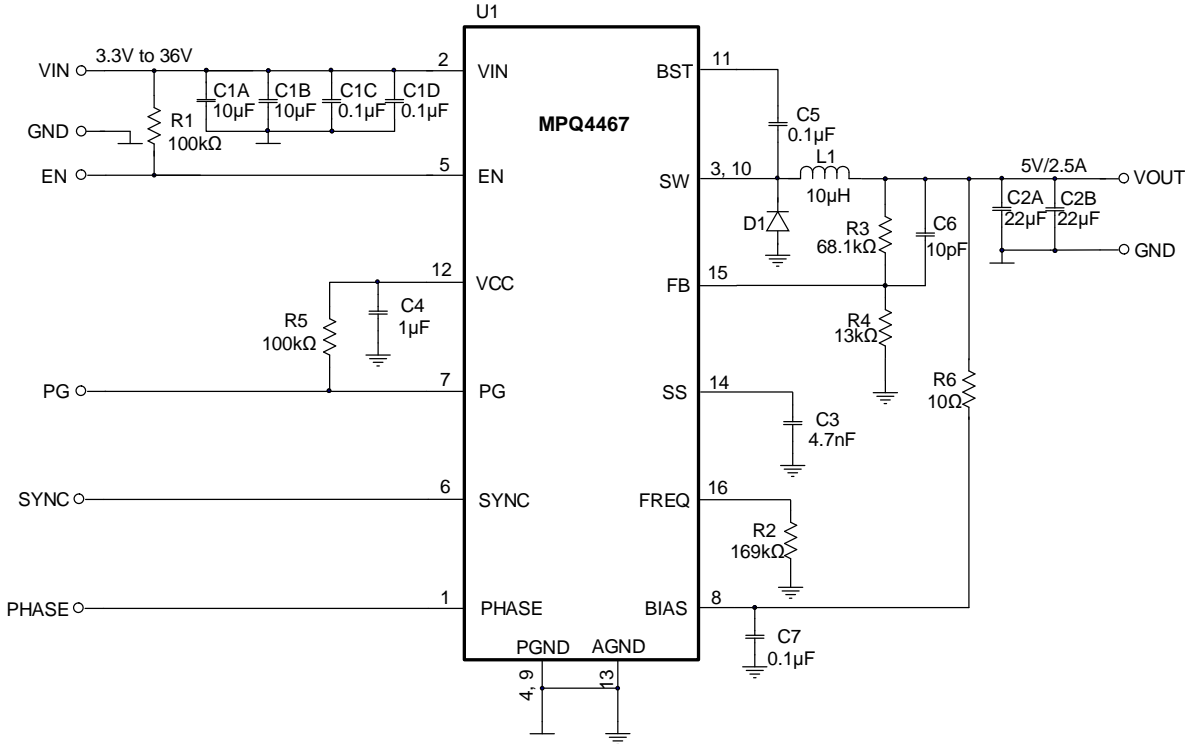 U1
3.3V to 36V
VIN
2
VIN
BST
11
C1A
10µF
C1B
10µF
C1C
0.1µF
C1D
0.1µF
R1
100kΩ
GND
MPQ4467
C5
0.1µF
EN
5
EN
SW
3, 10
L1
10µH
5V/2.5A
VOUT
C2A
22µF
C2B
22µF
D1
R3
68.1kΩ
C6
10pF
GND
12
VCC
FB
15
C4
1µF
R5
100kΩ
R4
13kΩ
PG
7
PG
SS
14
R6
10Ω
C3
4.7nF
SYNC
6
SYNC
FREQ
16
R2
169kΩ
PHASE
1
PHASE
BIAS
8
C7
0.1µF
PGND
AGND
4, 9
13